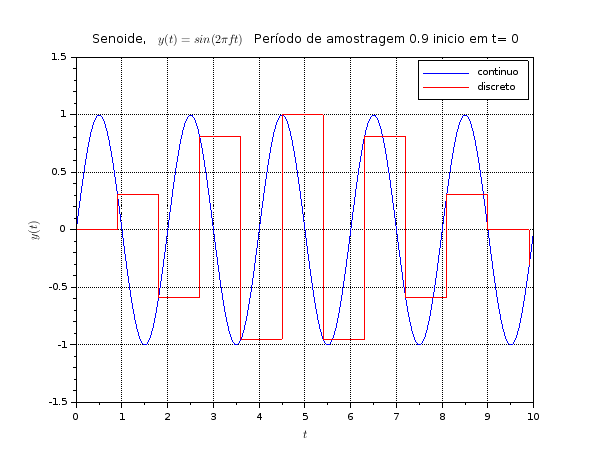 Senoide, y(t) = sin(2πft) Período de amostragem 0.9 inicio em t= 0
1.5
continuo
discreto
1
0.5
0
-0.5
-1
-1.5
y(t)
0 1 2 3 4 5 6 7 8 9 10
t